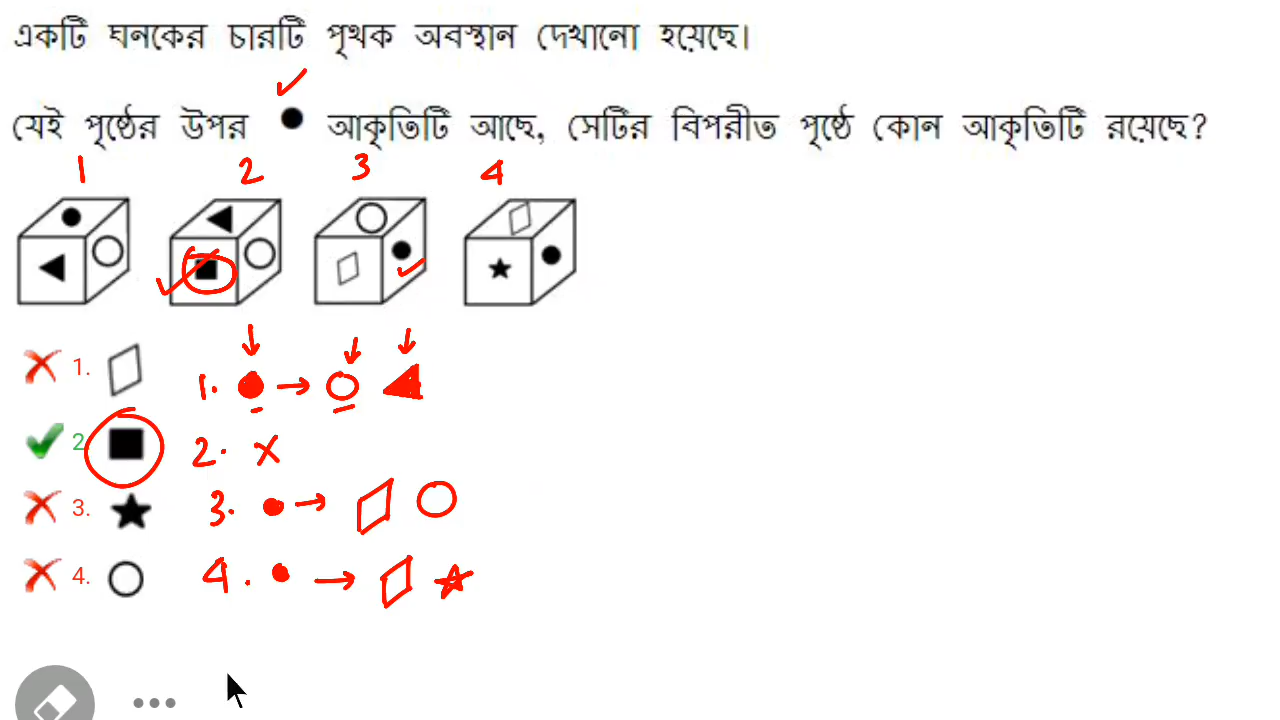 একটি ঘনকের চারটি পৃথক অবস্থান দেখানো হয়েছে।
যেই পৃষ্ঠের উপর ● আকৃতিটি আছে, সেটির বিপরীত পৃষ্ঠে কোন আকৃতিটি রয়েছে?
1 2 3 4
1.
1. ● → ○ ▲
2.
2. ×
3.
3. ● → ▱ ○
4.
4. ● → ▱ ☆